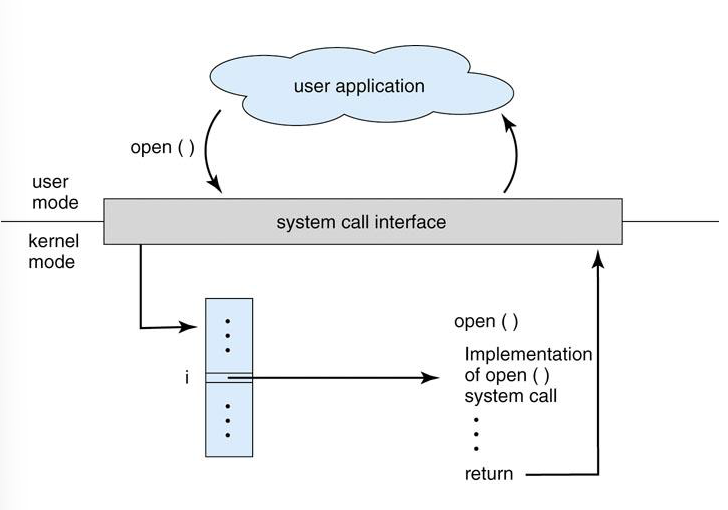 user application
open ( )
user
mode
system call interface
kernel
mode
i
open ( )
Implementation
of open ( )
system call
return